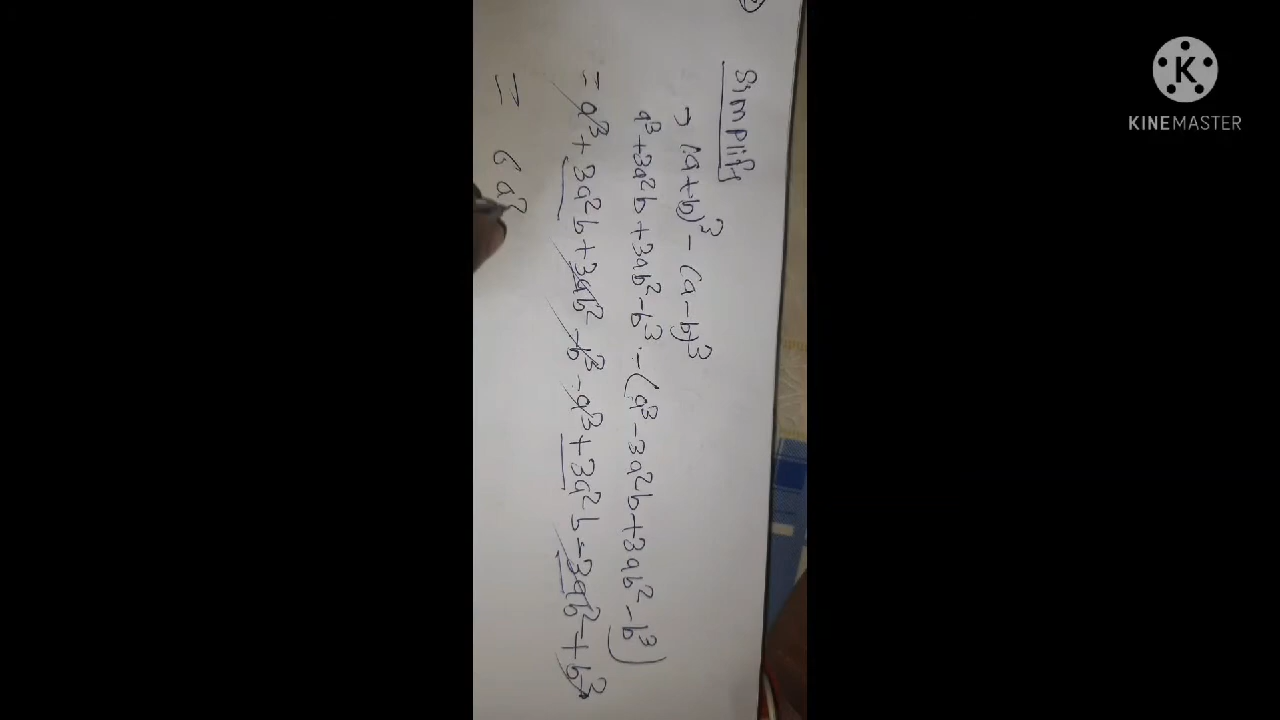 Simplify
→ (a+b)³ - (a-b)³
a³+3a²b+3ab²-b³ - (a³-3a²b+3ab²-b³)
= a³+3a²b+3ab²-b³-a³+3a²b-3ab²+b³
= 6a²
KINEMASTER